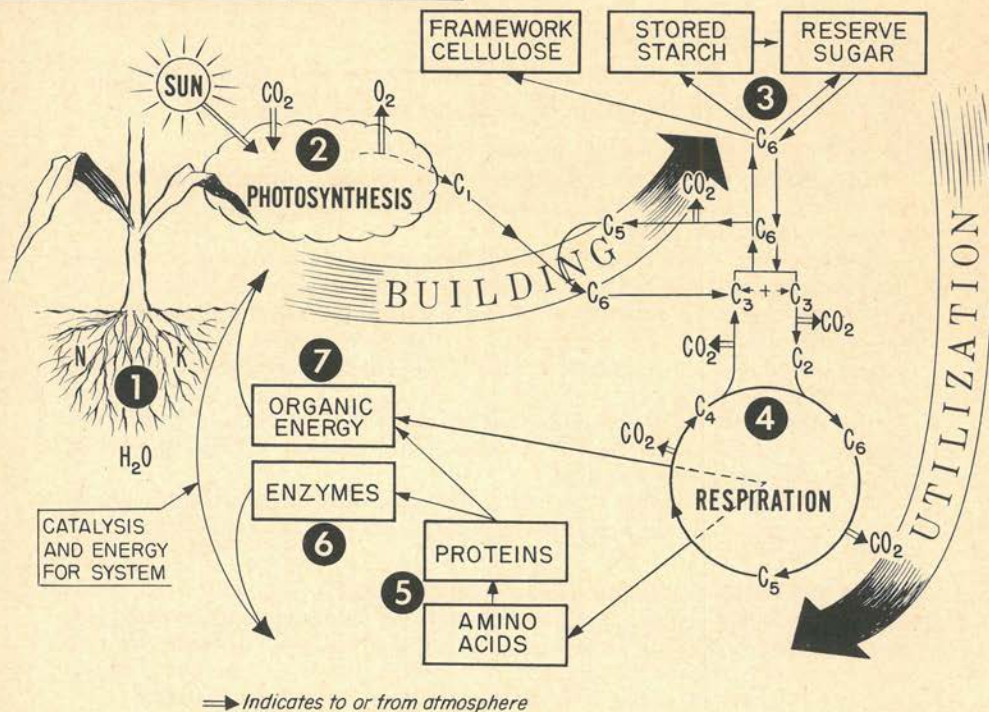 FRAMEWORK
CELLULOSE
STORED
STARCH
RESERVE
SUGAR
SUN
CO₂
O₂
2
PHOTOSYNTHESIS
C₁
3
C₆
CO₂
C₅
C₆
BUILDING
C₆
C₃
+
C₃
CO₂
CO₂
C₂
UTILIZATION
N
K
1
H₂O
7
ORGANIC
ENERGY
C₄
4
CO₂
C₆
RESPIRATION
ENZYMES
6
CATALYSIS
AND ENERGY
FOR SYSTEM
PROTEINS
5
AMINO
ACIDS
C₅
CO₂
Indicates to or from atmosphere